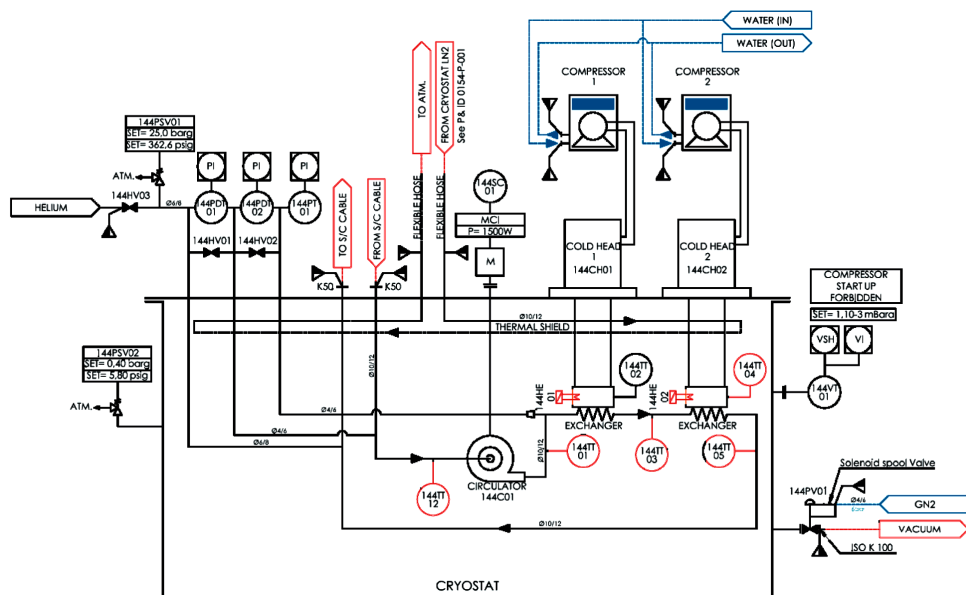 WATER (IN)
WATER (OUT)
COMPRESSOR
1
COMPRESSOR
2
TO ATM.
FROM CRYOSTAT LN2
See P& ID 0154-P-001
144PSV01
SET= 25,0 barg
SET= 362,6 psig
ATM.
PI
PI
PI
144HV03
HELIUM
Ø6/8
144PDT
01
144PDT
02
144PT
01
144HV01
144HV02
TO S/C CABLE
FROM S/C CABLE
FLEXIBLE HOSE
FLEXIBLE HOSE
144SC
01
MCI
P= 1500W
M
K50
K50
COLD HEAD
1
144CH01
COLD HEAD
2
144CH02
COMPRESSOR
START UP
FORBIDDEN
SET= 1,10-3 mBara
VSH
VI
144VT
01
Ø10/12
THERMAL SHIELD
144PSV02
SET= 0,40 barg
SET= 5,80 psig
ATM.
Ø10/12
144TT
02
144TT
04
144HE
01
144HE
02
Ø4/6
EXCHANGER
EXCHANGER
Ø4/6
Ø6/8
Ø10/12
144TT
01
144TT
03
144TT
05
144TT
12
CIRCULATOR
144C01
Ø10/12
Solenoid spool Valve
144PV01
Ø4/6
GN2
VACUUM
JSO K 100
CRYOSTAT